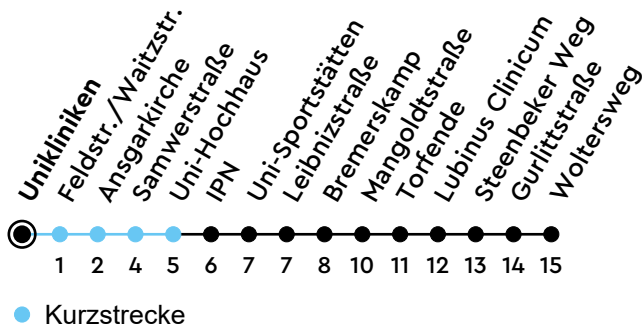 Unikliniken
Feldstr./Waitzstr.
Ansgarkirche
Samwerstraße
Uni-Hochhaus
IPN
Uni-Sportstätten
Leibnizstraße
Bremerskamp
Mangoldtstraße
Torfende
Lubinus Clinicum
Steenbeker Weg
Gurlittstraße
Woltersweg
1 2 4 5 6 7 7 8 10 11 12 13 14 15
Kurzstrecke